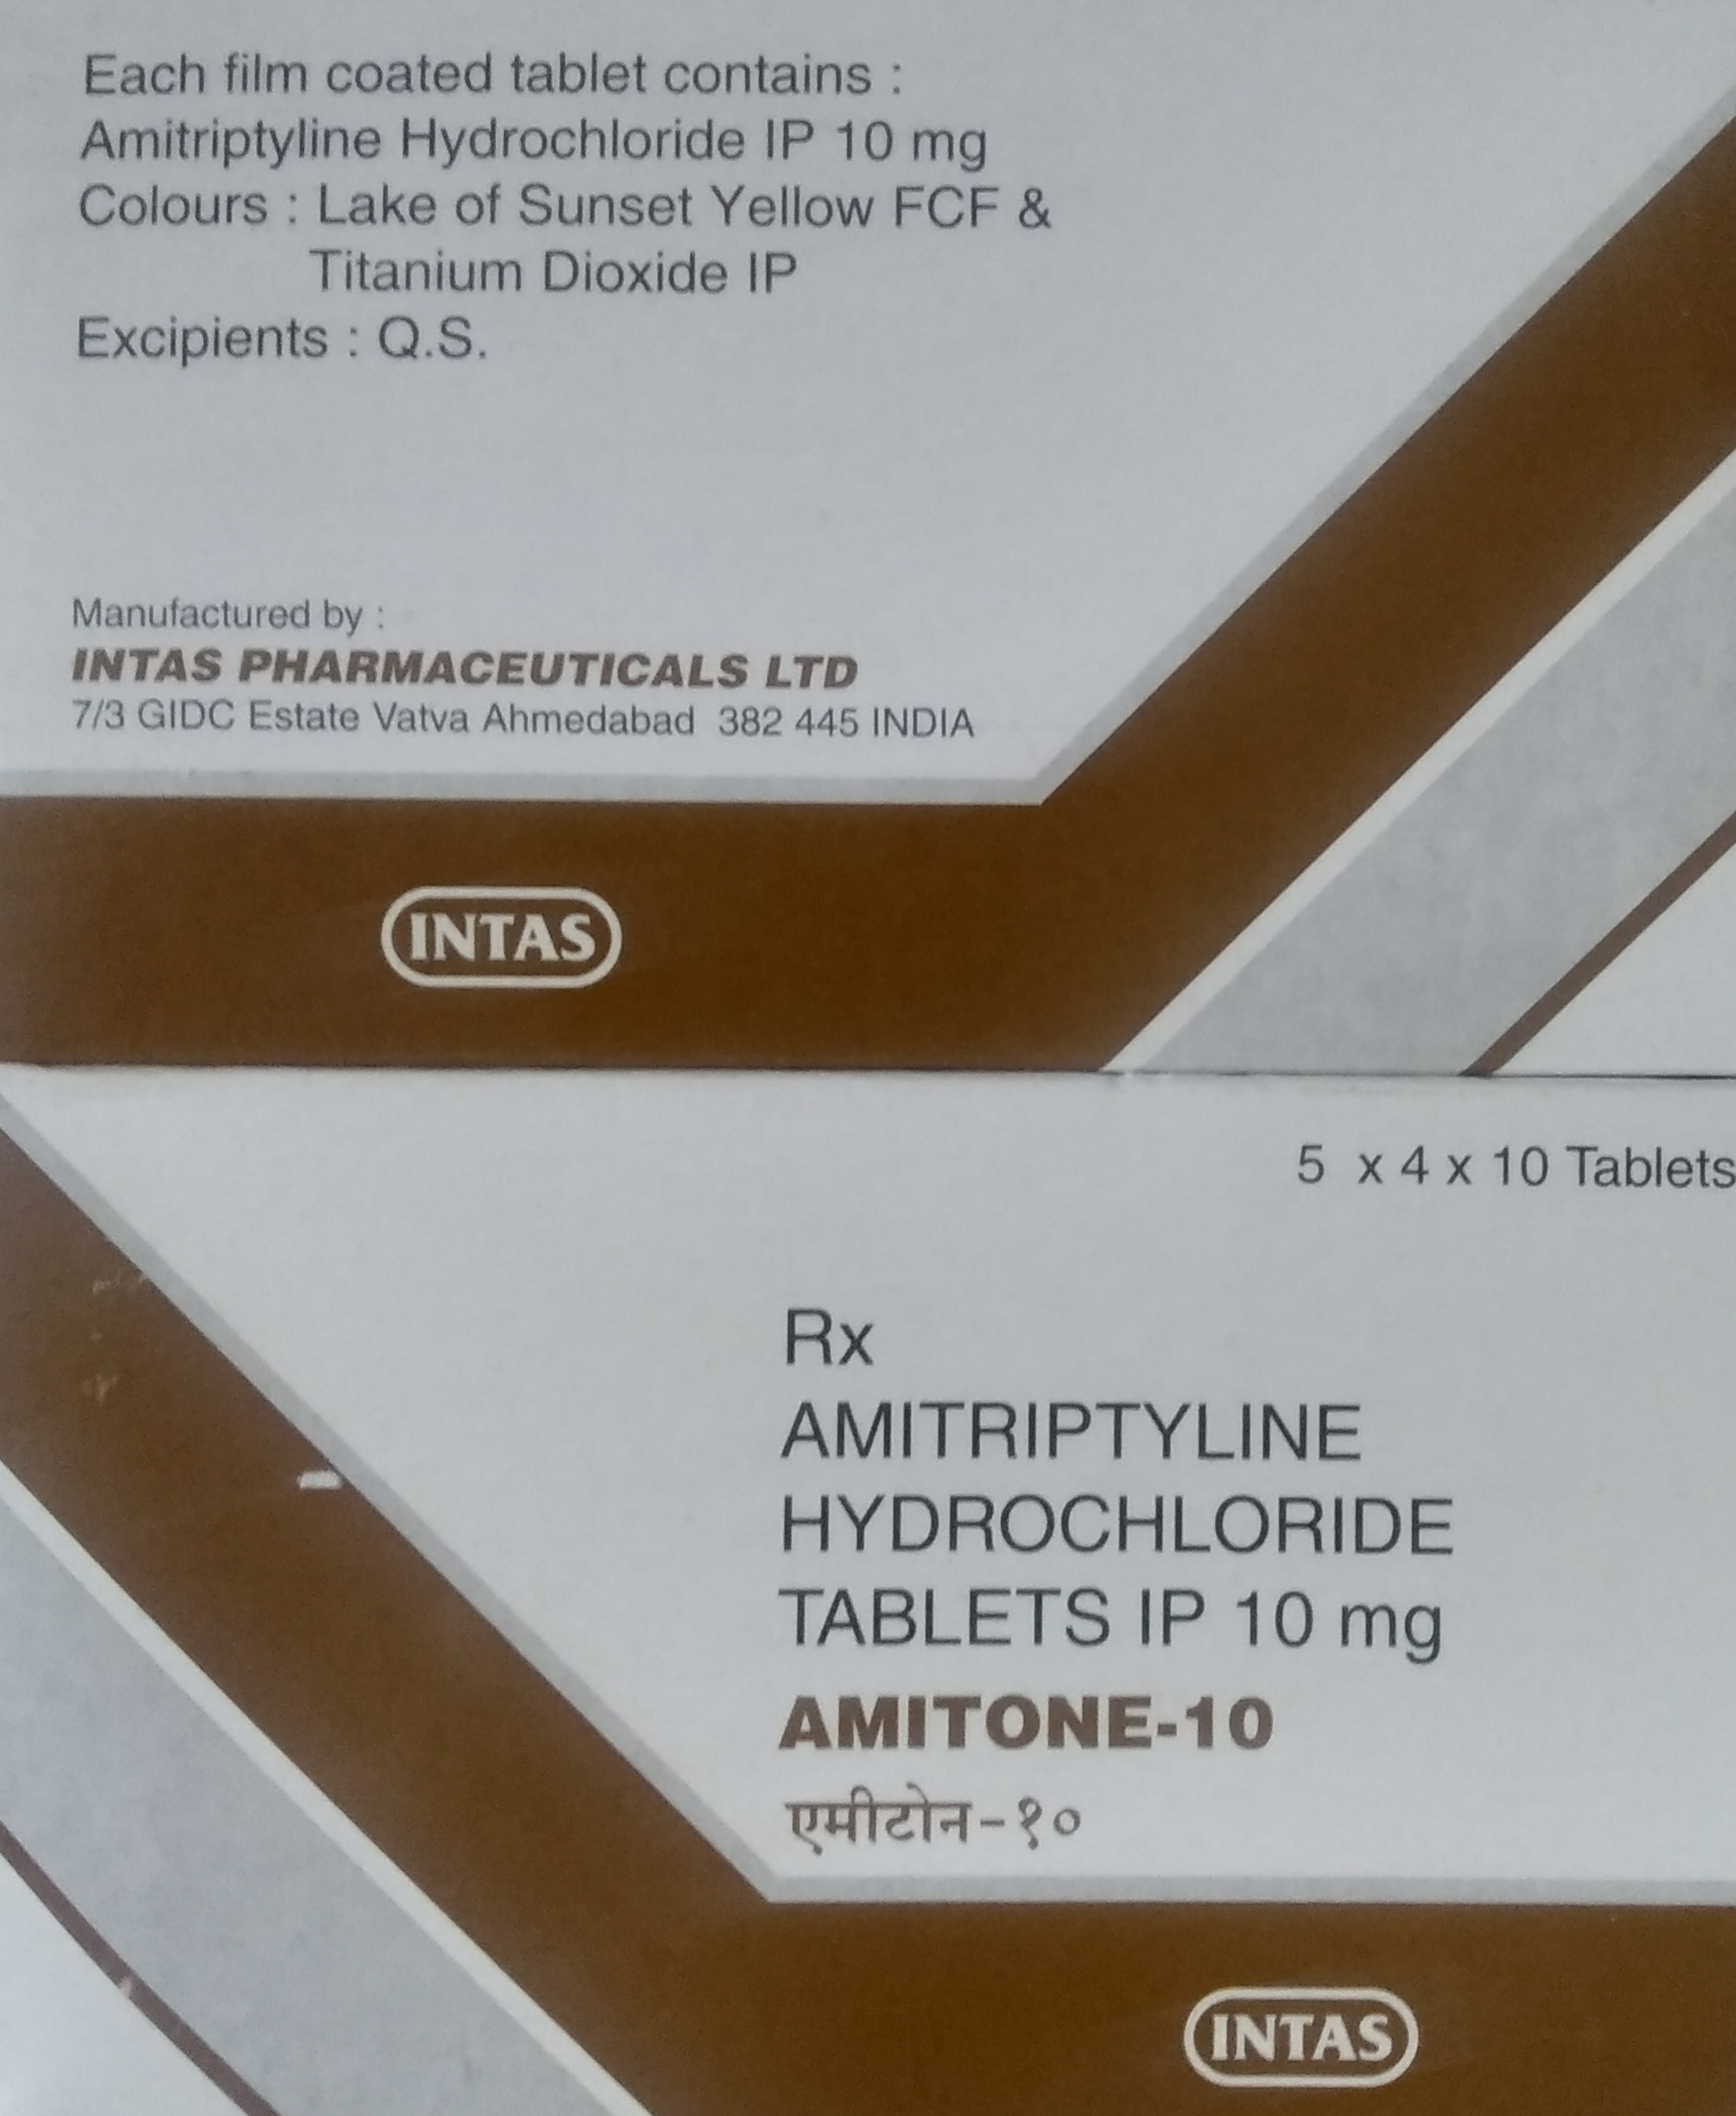 Each film coated tablet contains :
Amitriptyline Hydrochloride IP 10 mg
Colours : Lake of Sunset Yellow FCF &
Titanium Dioxide IP
Excipients : Q.S.
Manufactured by :
INTAS PHARMACEUTICALS LTD
7/3 GIDC Estate Vatva Ahmedabad 382 445 INDIA
INTAS
5 x 4 x 10 Tablets
Rx
AMITRIPTYLINE
HYDROCHLORIDE
TABLETS IP 10 mg
AMITONE-10
एमीटोन-१०
INTAS